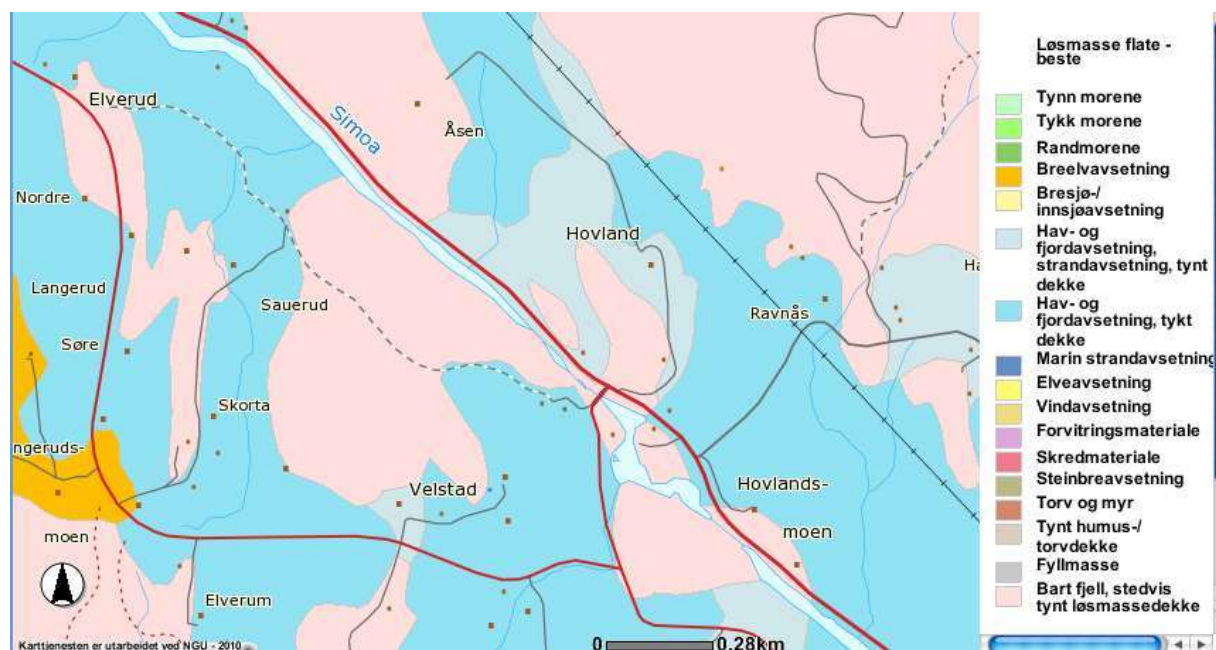 Elverud
Simoa
Åsen
Nordre
Hovland
Langerud
Sauerud
Ravnås
Ha
Søre
Skorta
ngeruds-
Velstad
Hovlands-
moen
moen
Elverum
Karttjenesten er utarbeidet ved NGU - 2010
0
0.28km
Løsmasse flate -
beste
Tynn morene
Tykk morene
Randmorene
Breelvavsetning
Bresjø-/
innsjøavsetning
Hav- og
fjordavsetning,
strandavsetning, tynt
dekke
Hav- og
fjordavsetning, tykt
dekke
Marin strandavsetning
Elveavsetning
Vindavsetning
Forvitringsmateriale
Skredmateriale
Steinbreavsetning
Torv og myr
Tynt humus-/
torvdekke
Fyllmasse
Bart fjell, stedvis
tynt løsmassedekke